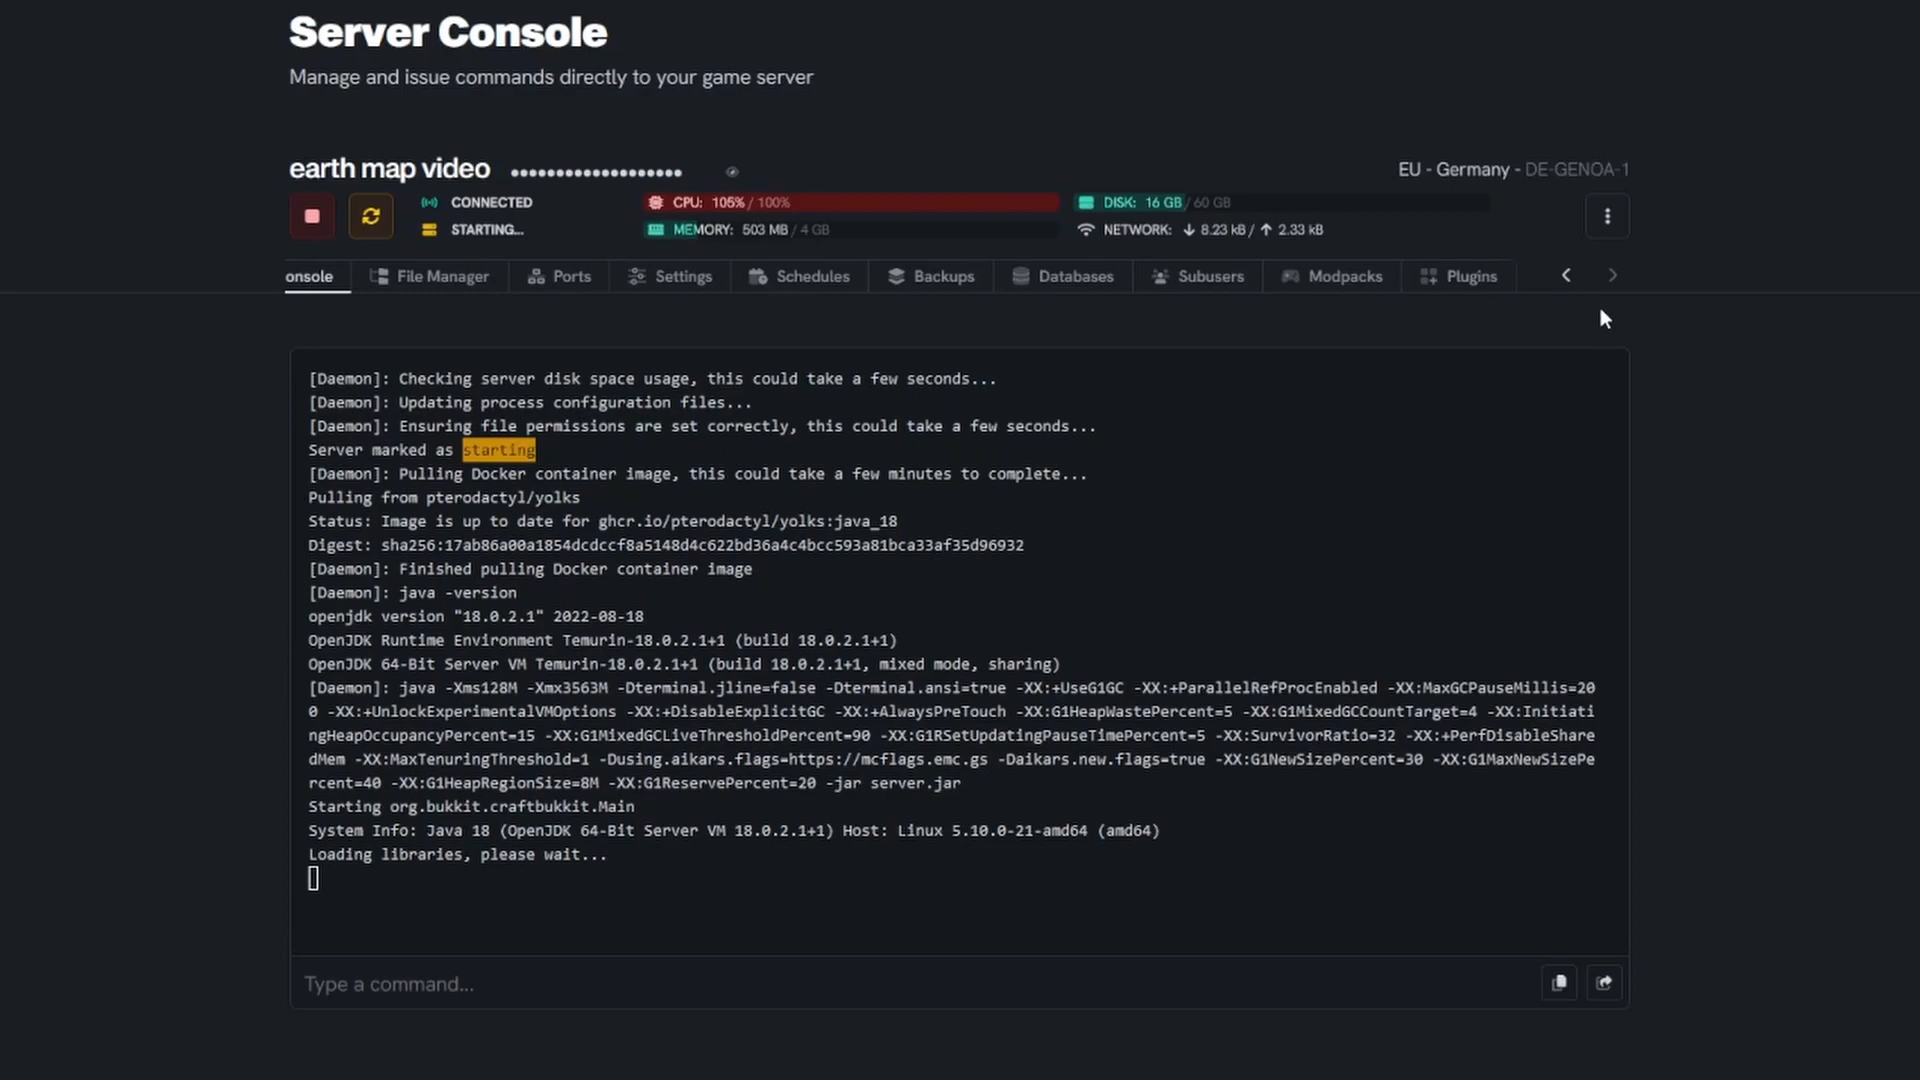 Server Console
Manage and issue commands directly to your game server
earth map video ••••••••••••••••••• EU - Germany - DE-GENOA-1
CONNECTED CPU: 105% / 100% DISK: 16 GB / 60 GB
STARTING... MEMORY: 503 MB / 4 GB NETWORK: ↓ 8.23 kB / ↑ 2.33 kB
onsole File Manager Ports Settings Schedules Backups Databases Subusers Modpacks Plugins
[Daemon]: Checking server disk space usage, this could take a few seconds...
[Daemon]: Updating process configuration files...
[Daemon]: Ensuring file permissions are set correctly, this could take a few seconds...
Server marked as starting
[Daemon]: Pulling Docker container image, this could take a few minutes to complete...
Pulling from pterodactyl/yolks
Status: Image is up to date for ghcr.io/pterodactyl/yolks:java_18
Digest: sha256:17ab86a00a1854dcdccf8a5148d4c622bd36a4c4bcc593a81bca33af35d96932
[Daemon]: Finished pulling Docker container image
[Daemon]: java -version
openjdk version "18.0.2.1" 2022-08-18
OpenJDK Runtime Environment Temurin-18.0.2.1+1 (build 18.0.2.1+1)
OpenJDK 64-Bit Server VM Temurin-18.0.2.1+1 (build 18.0.2.1+1, mixed mode, sharing)
[Daemon]: java -Xms128M -Xmx3563M -Dterminal.jline=false -Dterminal.ansi=true -XX:+UseG1GC -XX:+ParallelRefProcEnabled -XX:MaxGCPauseMillis=20
0 -XX:+UnlockExperimentalVMOptions -XX:+DisableExplicitGC -XX:+AlwaysPreTouch -XX:G1HeapWastePercent=5 -XX:G1MixedGCCountTarget=4 -XX:Initiati
ngHeapOccupancyPercent=15 -XX:G1MixedGCLiveThresholdPercent=90 -XX:G1RSetUpdatingPauseTimePercent=5 -XX:SurvivorRatio=32 -XX:+PerfDisableShare
dMem -XX:MaxTenuringThreshold=1 -Dusing.aikars.flags=https://mcflags.emc.gs -Daikars.new.flags=true -XX:G1NewSizePercent=30 -XX:G1MaxNewSizePe
rcent=40 -XX:G1HeapRegionSize=8M -XX:G1ReservePercent=20 -jar server.jar
Starting org.bukkit.craftbukkit.Main
System Info: Java 18 (OpenJDK 64-Bit Server VM 18.0.2.1+1) Host: Linux 5.10.0-21-amd64 (amd64)
Loading libraries, please wait...
Type a command...